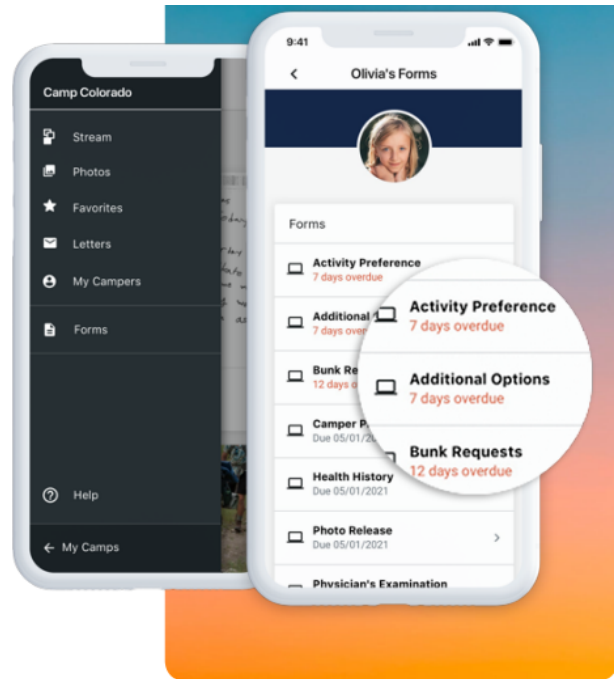 Camp Colorado
Stream
Photos
Favorites
Letters
My Campers
Forms
Help
← My Camps
9:41
Olivia's Forms
Forms
Activity Preference
7 days overdue
Additional
7 days over
Bunk Re
12 days o
Camper P
Due 05/01/20
Health History
Due 05/01/2021
Photo Release
Due 05/01/2021
Physician's Examination
Activity Preference
7 days overdue
Additional Options
7 days overdue
Bunk Requests
12 days overdue